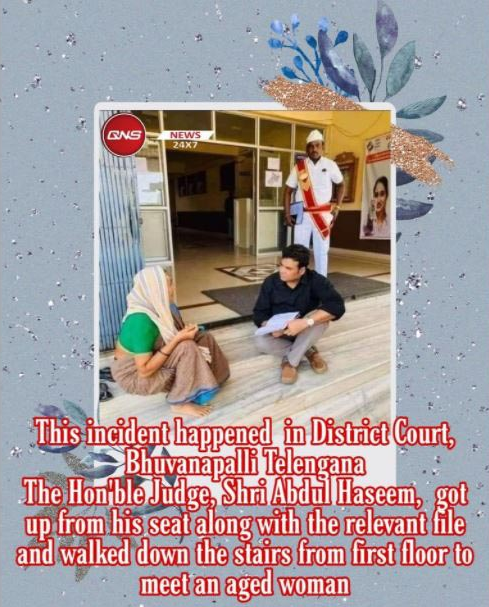 QNS
NEWS
24X7
This incident happened in District Court,
Bhuvanapalli Telengana
The Hon'ble Judge, Shri Abdul Haseem, got
up from his seat along with the relevant file
and walked down the stairs from first floor to
meet an aged woman